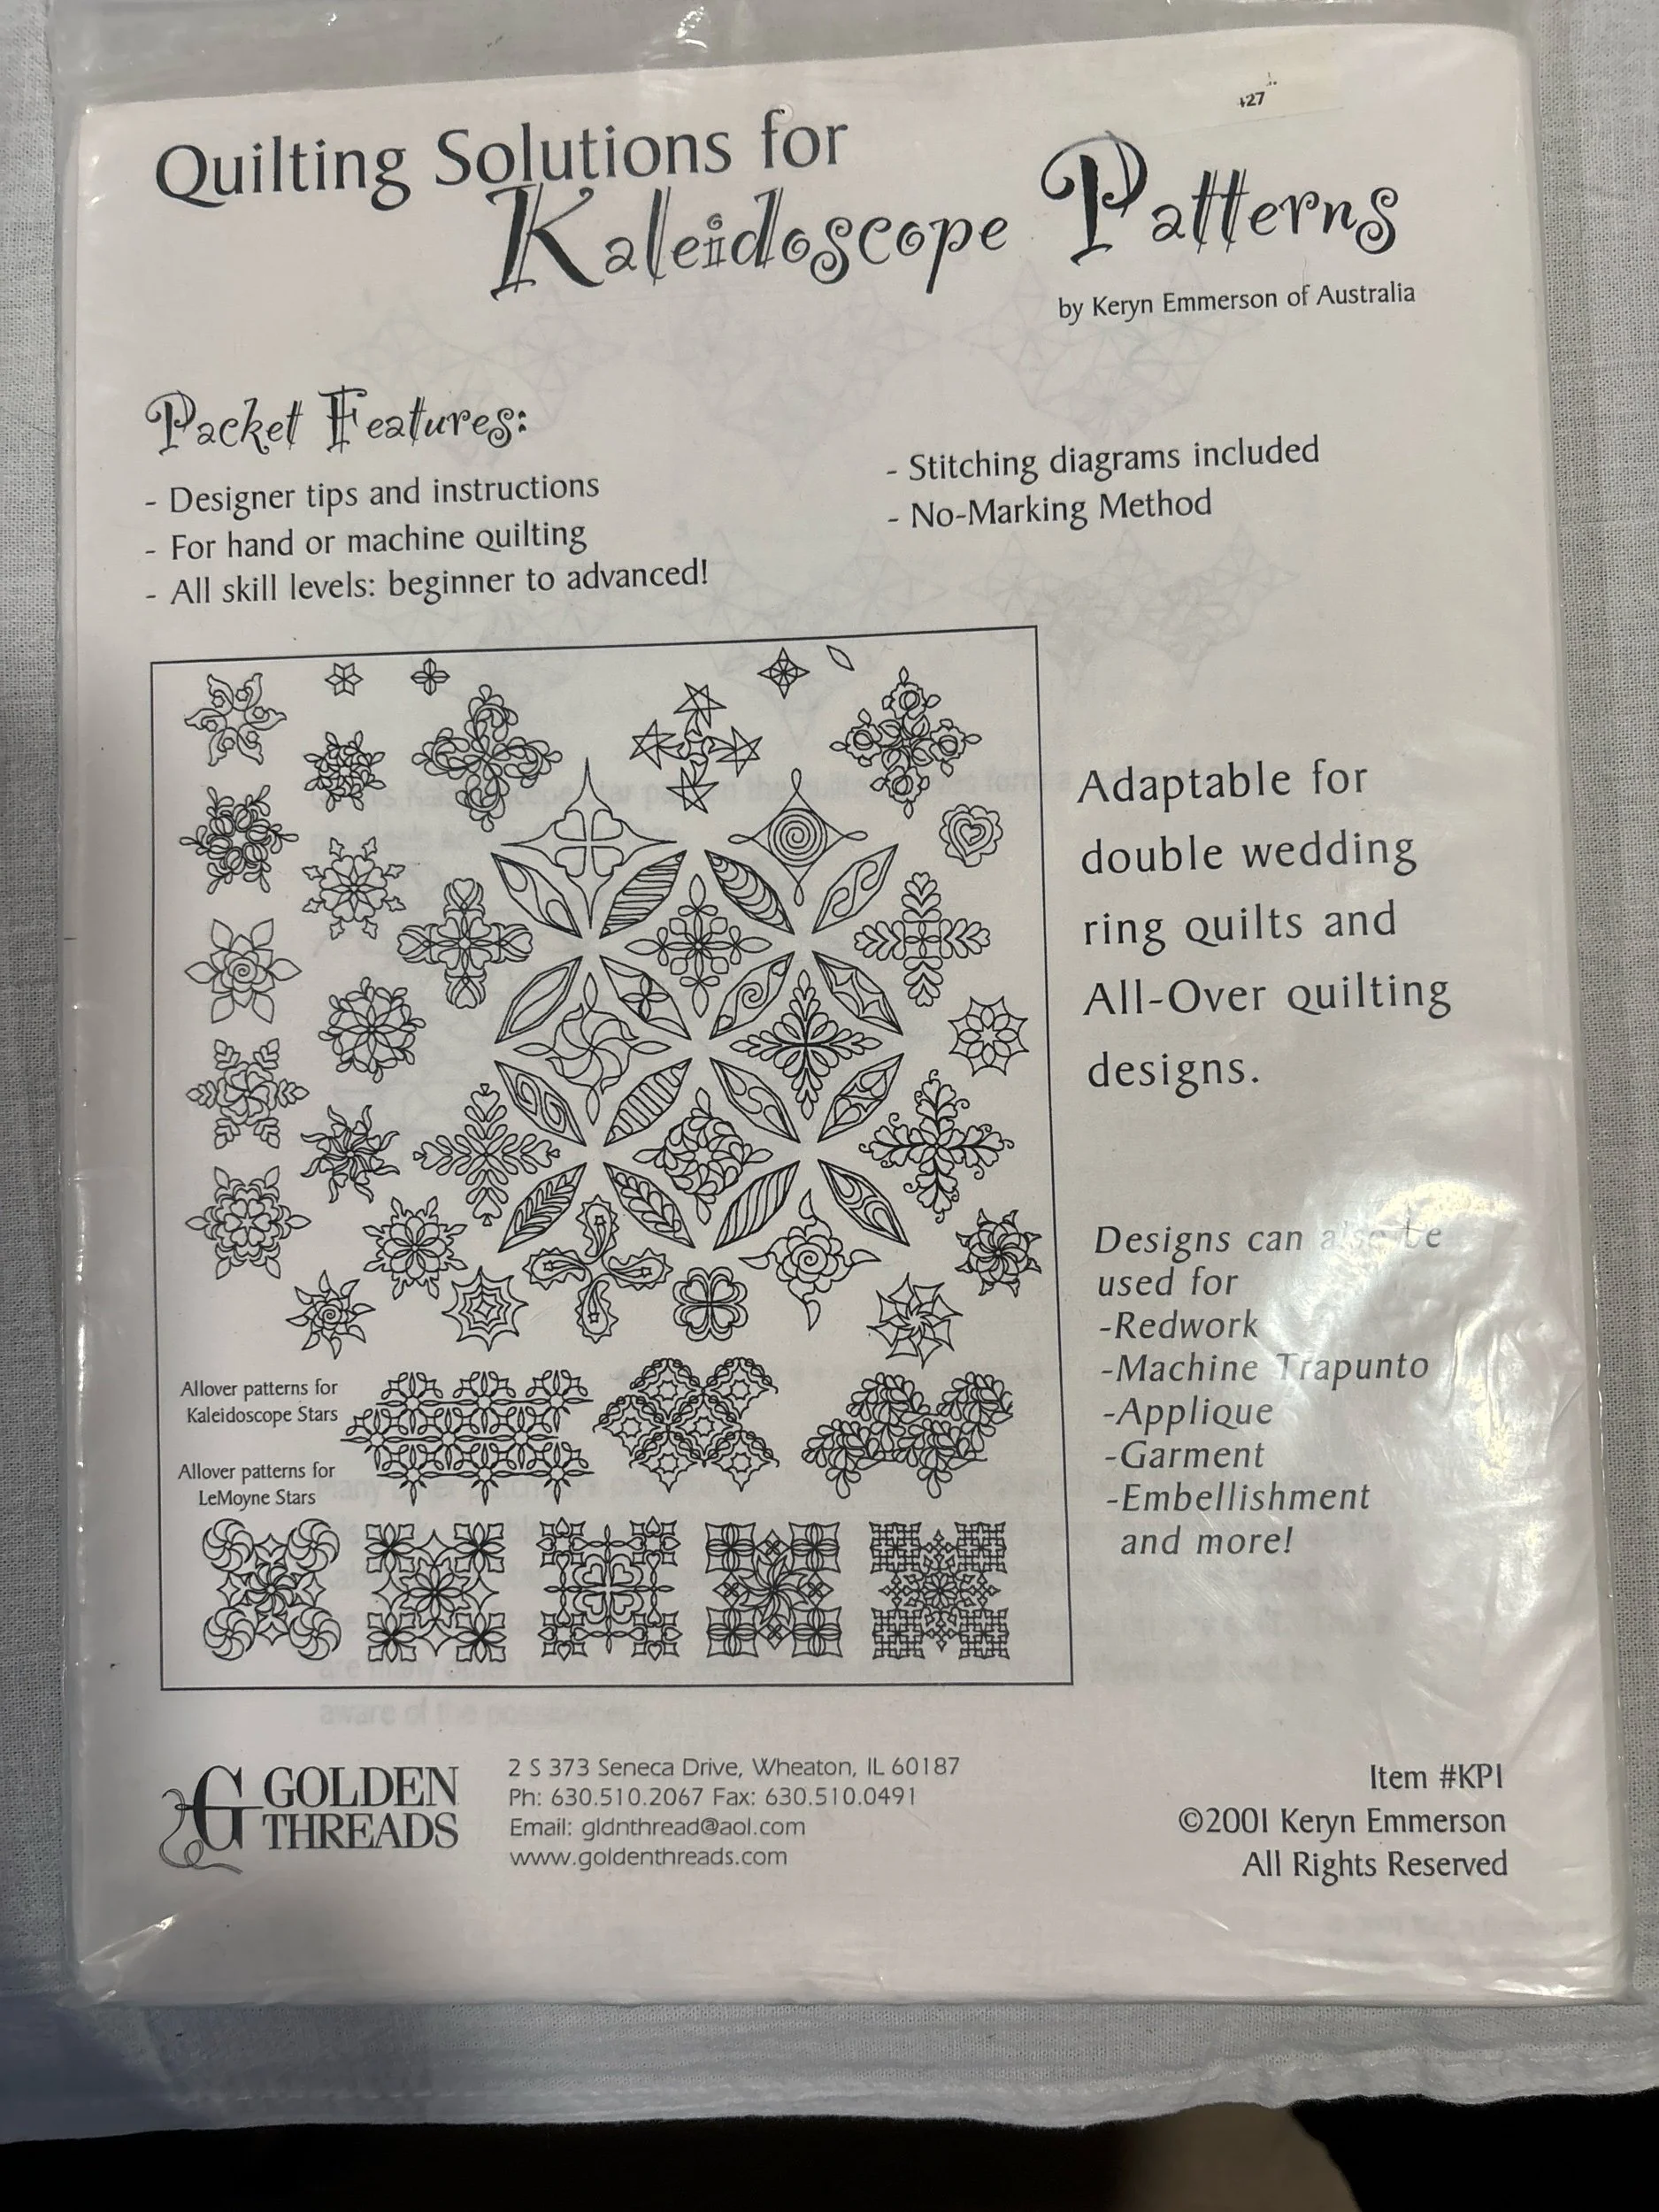 Quilting Solutions for
Kaleidoscope Patterns
by Keryn Emmerson of Australia
Packet Features:
- Designer tips and instructions
- For hand or machine quilting
- All skill levels: beginner to advanced!
- Stitching diagrams included
- No-Marking Method
Adaptable for
double wedding
ring quilts and
All-Over quilting
designs.
Designs can also be
used for
-Redwork
-Machine Trapunto
-Applique
-Garment
-Embellishment
and more!
Allover patterns for
Kaleidoscope Stars
Allover patterns for
LeMoyne Stars
G GOLDEN
THREADS
2 S 373 Seneca Drive, Wheaton, IL 60187
Ph: 630.510.2067 Fax: 630.510.0491
Email: gldnthread@aol.com
www.goldenthreads.com
Item #KP1
©2001 Keryn Emmerson
All Rights Reserved